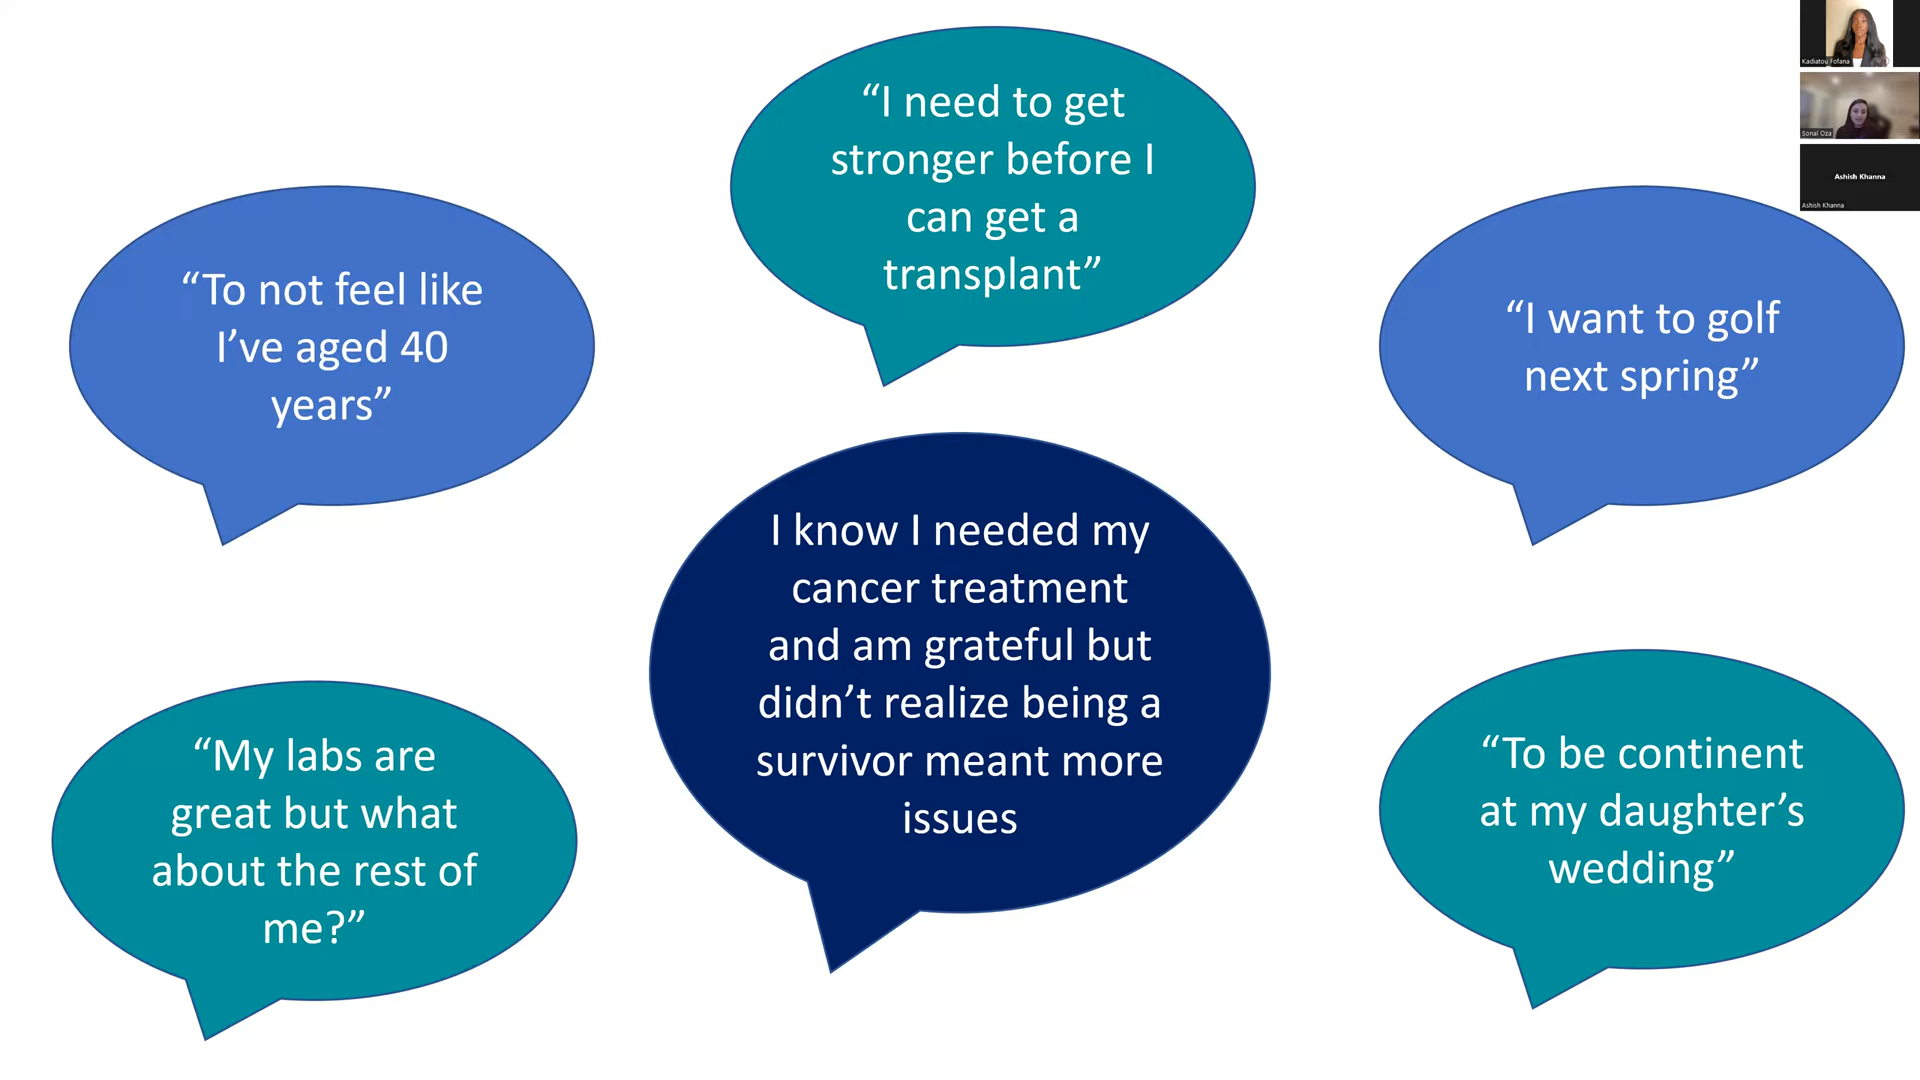 “I need to get
stronger before I
can get a
transplant”
“To not feel like
I’ve aged 40
years”
“I want to golf
next spring”
I know I needed my
cancer treatment
and am grateful but
didn’t realize being a
survivor meant more
issues
“My labs are
great but what
about the rest of
me?”
“To be continent
at my daughter’s
wedding”
Kadiatou Fofana
Sonal Oza
Ashish Khanna
Ashish Khanna